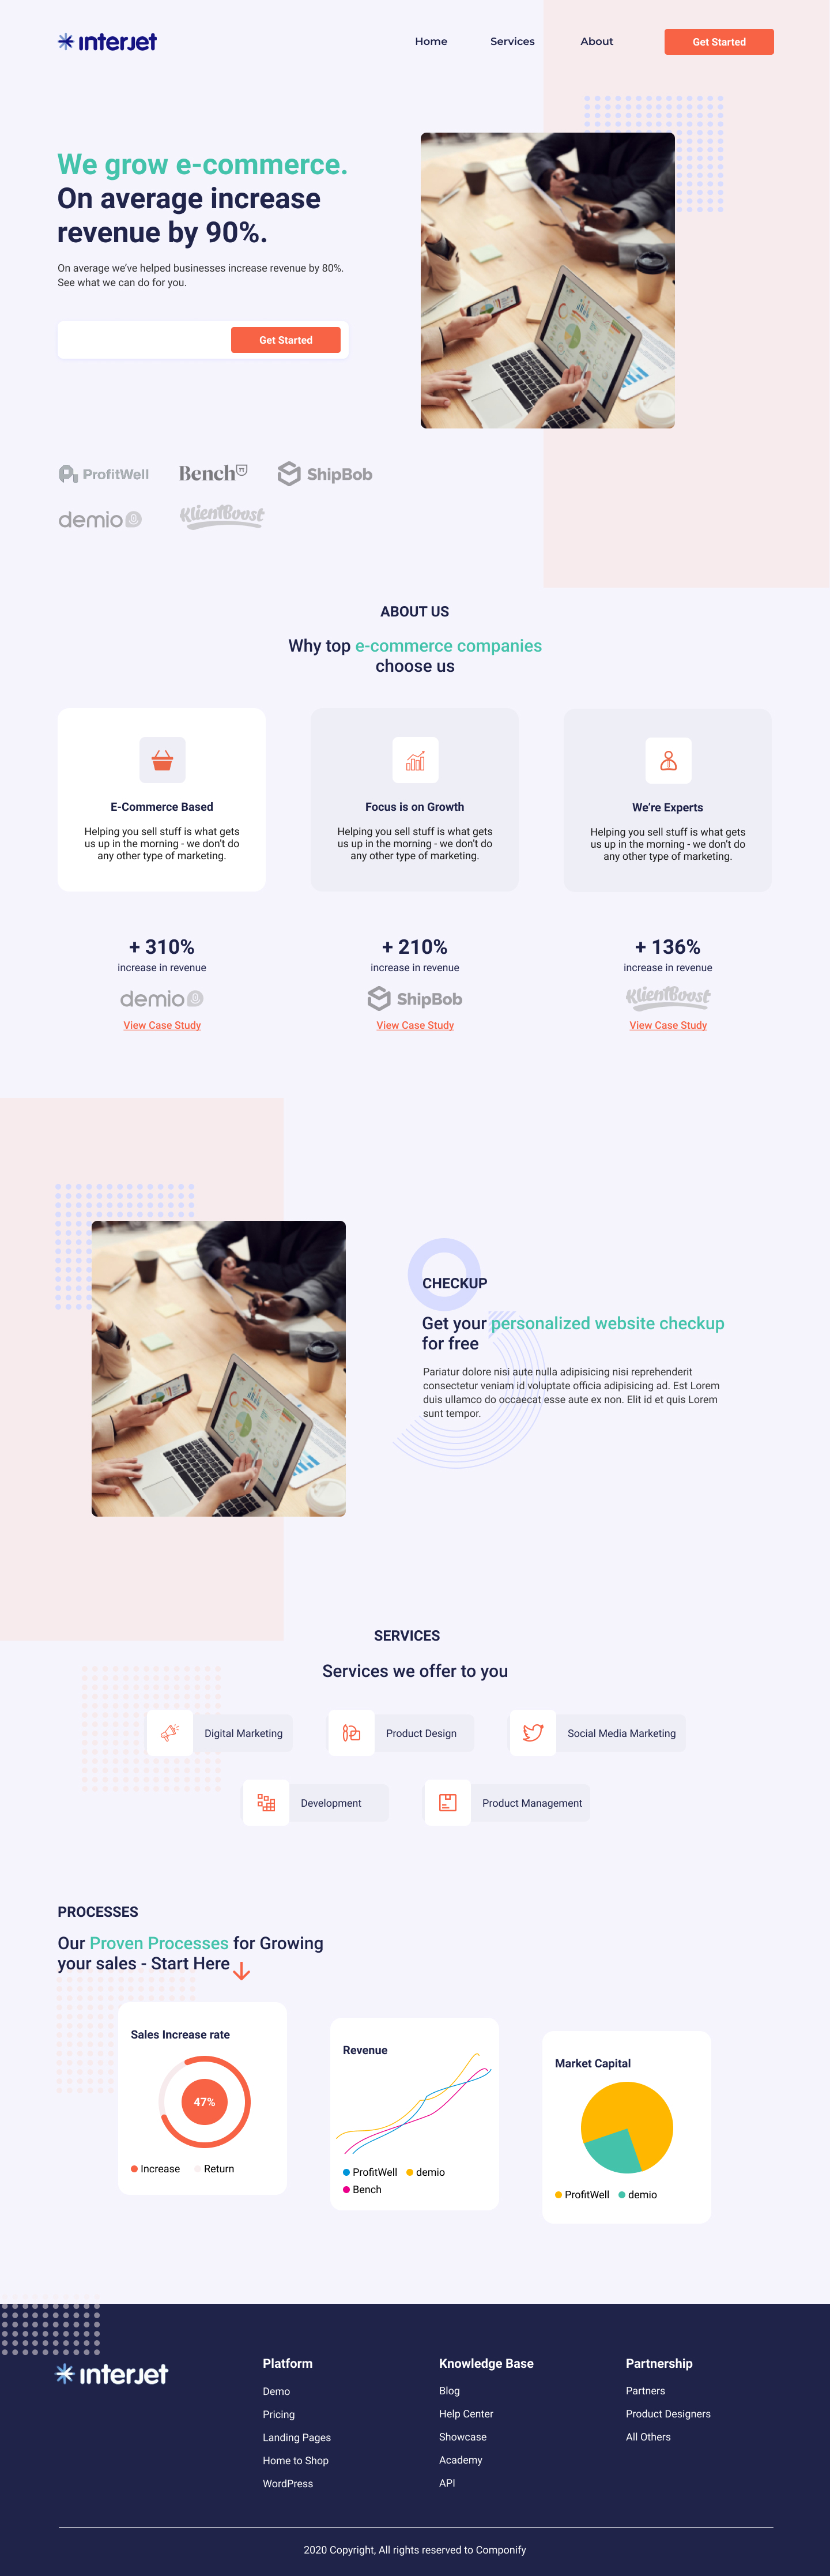 interjet
Home Services About Get Started
We grow e-commerce.
On average increase
revenue by 90%.
On average we've helped businesses increase revenue by 80%.
See what we can do for you.
Get Started
ProfitWell Bench ShipBob
demio KlientBoost
ABOUT US
Why top e-commerce companies
choose us
E-Commerce Based
Helping you sell stuff is what gets
us up in the morning - we don't do
any other type of marketing.
Focus is on Growth
Helping you sell stuff is what gets
us up in the morning - we don't do
any other type of marketing.
We're Experts
Helping you sell stuff is what gets
us up in the morning - we don't do
any other type of marketing.
+ 310%
increase in revenue
demio
View Case Study
+ 210%
increase in revenue
ShipBob
View Case Study
+ 136%
increase in revenue
KlientBoost
View Case Study
CHECKUP
Get your personalized website checkup
for free
Pariatur dolore nisi aute nulla adipisicing nisi reprehenderit
consectetur veniam id voluptate officia adipisicing ad. Est Lorem
duis ullamco do occaecat esse aute ex non. Elit id et quis Lorem
sunt tempor.
SERVICES
Services we offer to you
Digital Marketing
Product Design
Social Media Marketing
Development
Product Management
PROCESSES
Our Proven Processes for Growing
your sales - Start Here
Sales Increase rate
47%
Increase Return
Revenue
ProfitWell demio
Bench
Market Capital
ProfitWell demio
interjet
Platform
Demo
Pricing
Landing Pages
Home to Shop
WordPress
Knowledge Base
Blog
Help Center
Showcase
Academy
API
Partnership
Partners
Product Designers
All Others
2020 Copyright, All rights reserved to Componify